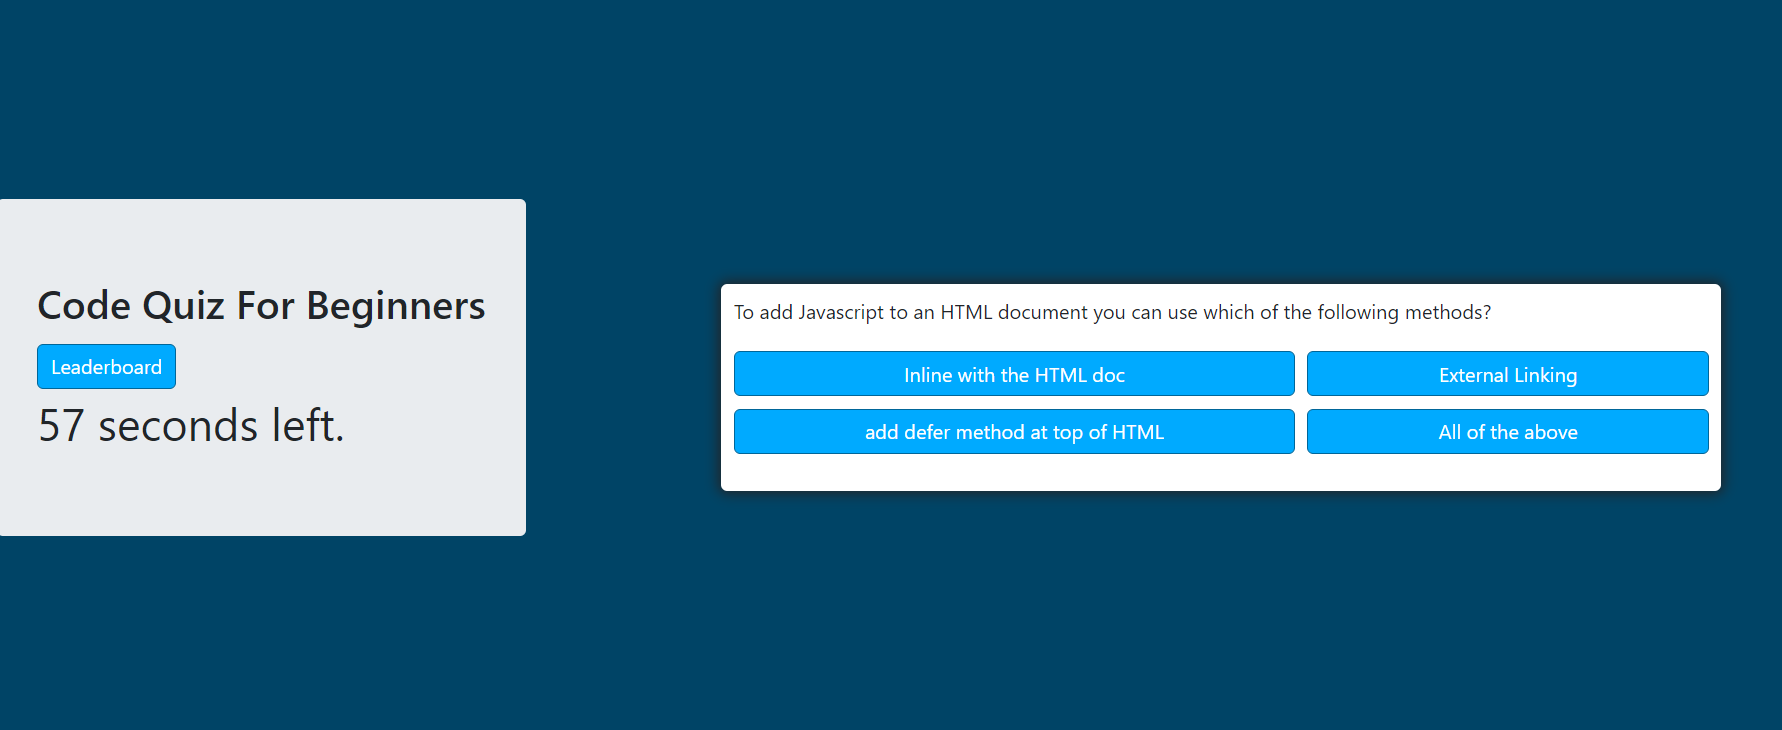 Code Quiz For Beginners
Leaderboard
57 seconds left.
To add Javascript to an HTML document you can use which of the following methods?
Inline with the HTML doc
External Linking
add defer method at top of HTML
All of the above